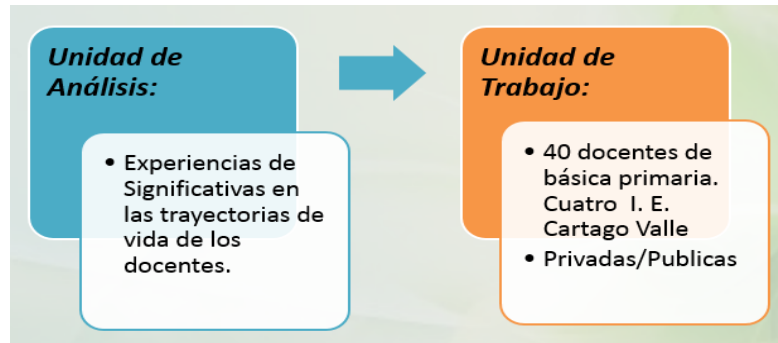 Unidad de
Análisis:
• Experiencias de
Significativas en
las trayectorias de
vida de los
docentes.
Unidad de
Trabajo:
• 40 docentes de
básica primaria.
Cuatro I. E.
Cartago Valle
• Privadas/Publicas